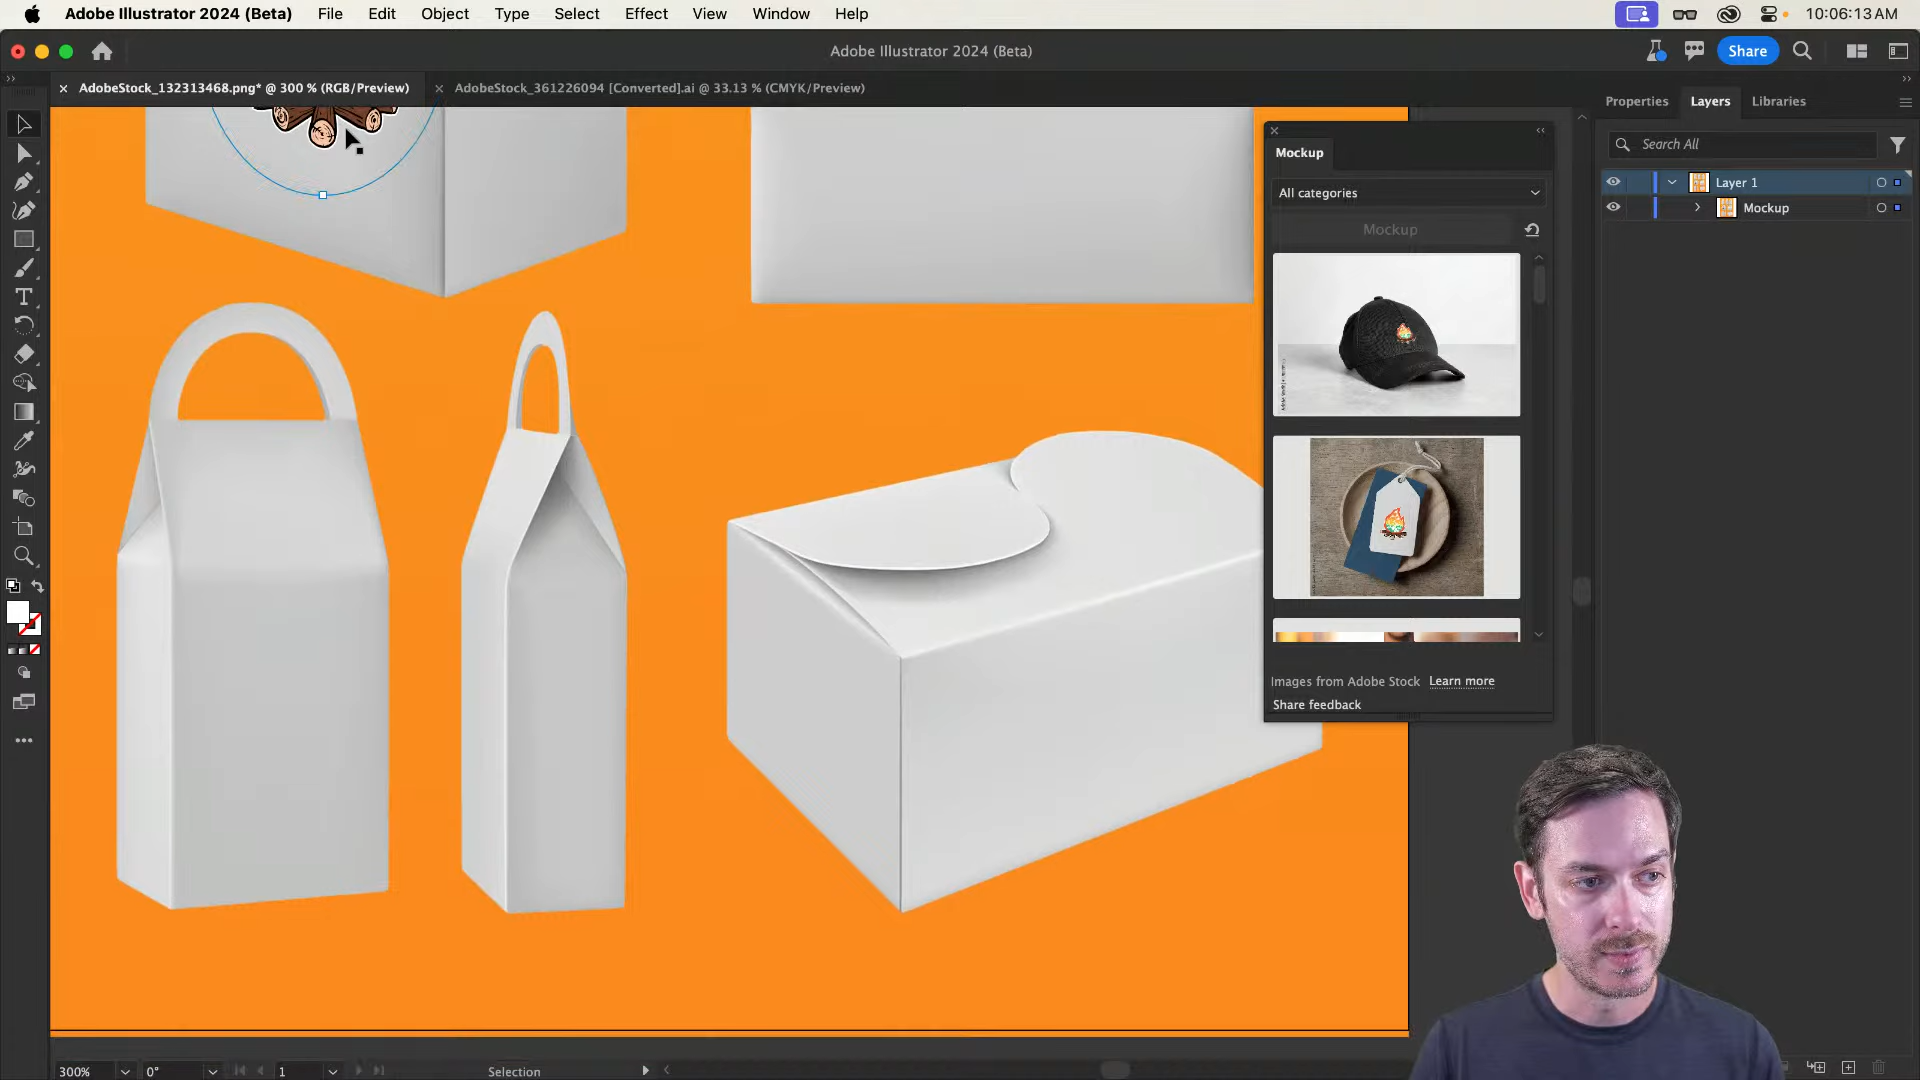 Adobe Illustrator 2024 (Beta) File Edit Object Type Select Effect View Window Help 10:06:13 AM
Adobe Illustrator 2024 (Beta) Share
AdobeStock_132313468.png* @ 300 % (RGB/Preview) AdobeStock_361226094 [Converted].ai @ 33.13 % (CMYK/Preview)
Properties Layers Libraries
Search All
Layer 1
Mockup
Mockup
All categories
Mockup
Images from Adobe Stock Learn more
Share feedback
300% 0° 1 Selection